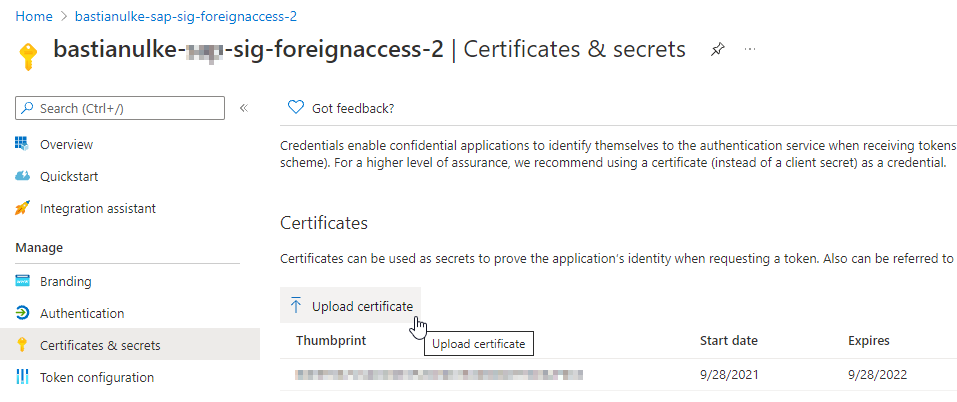 Home > bastianulke-sap-sig-foreignaccess-2
bastianulke- -sig-foreignaccess-2 | Certificates & secrets
Search (Ctrl+/)
Got feedback?
Overview
Quickstart
Integration assistant
Manage
Branding
Authentication
Certificates & secrets
Token configuration
Credentials enable confidential applications to identify themselves to the authentication service when receiving tokens
scheme). For a higher level of assurance, we recommend using a certificate (instead of a client secret) as a credential.
Certificates
Certificates can be used as secrets to prove the application's identity when requesting a token. Also can be referred to
Upload certificate
Upload certificate
Thumbprint Start date Expires
9/28/2021 9/28/2022